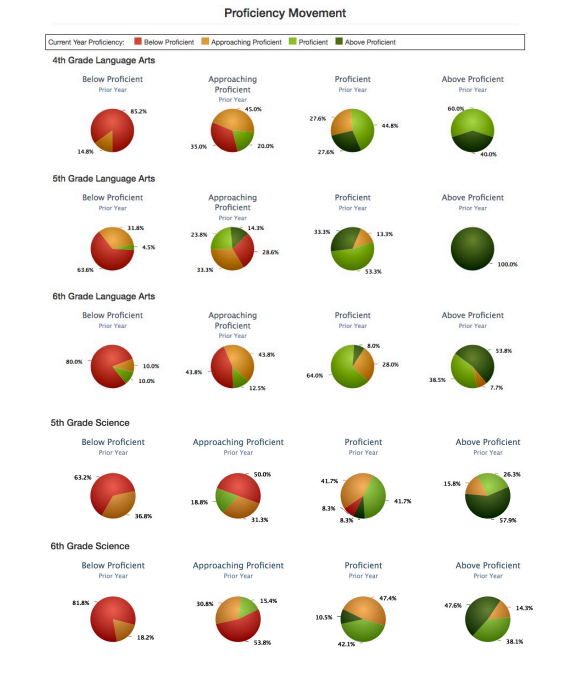 Proficiency Movement
Current Year Proficiency: Below Proficient Approaching Proficient Proficient Above Proficient
4th Grade Language Arts
Below Proficient
Prior Year
85.2%
14.8%
Approaching
Proficient
Prior Year
45.0%
35.0%
20.0%
Proficient
Prior Year
27.6%
44.8%
27.6%
Above Proficient
Prior Year
60.0%
40.0%
5th Grade Language Arts
Below Proficient
Prior Year
31.8%
4.5%
63.6%
Approaching
Proficient
Prior Year
14.3%
23.8%
28.6%
33.3%
Proficient
Prior Year
33.3%
13.3%
53.3%
Above Proficient
Prior Year
100.0%
6th Grade Language Arts
Below Proficient
Prior Year
80.0%
10.0%
10.0%
Approaching
Proficient
Prior Year
43.8%
43.8%
12.5%
Proficient
Prior Year
8.0%
28.0%
64.0%
Above Proficient
Prior Year
53.8%
38.5%
7.7%
5th Grade Science
Below Proficient
Prior Year
63.2%
36.8%
Approaching Proficient
Prior Year
50.0%
18.8%
31.3%
Proficient
Prior Year
41.7%
41.7%
8.3%
8.3%
Above Proficient
Prior Year
26.3%
15.8%
57.9%
6th Grade Science
Below Proficient
Prior Year
81.8%
18.2%
Approaching Proficient
Prior Year
30.8%
15.4%
53.8%
Proficient
Prior Year
47.4%
10.5%
42.1%
Above Proficient
Prior Year
47.6%
14.3%
38.1%